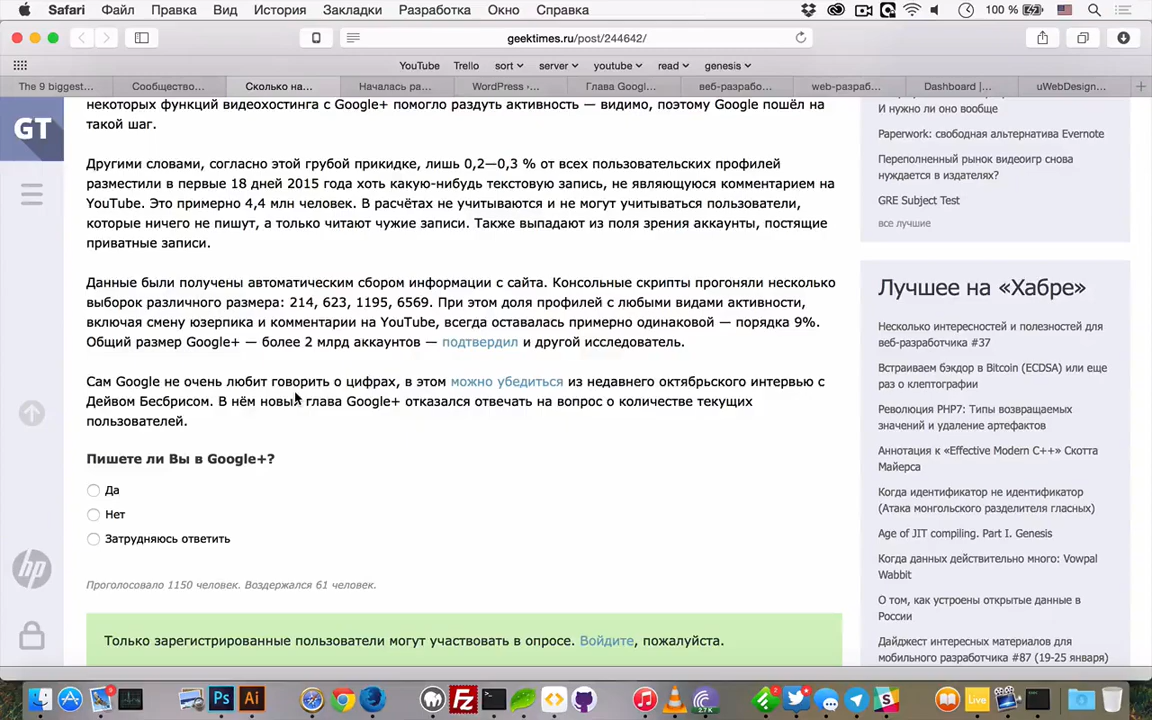 Safari Файл Правка Вид История Закладки Разработка Окно Справка 100 %
geektimes.ru/post/244642/
YouTube Trello sort server youtube read genesis
The 9 biggest... Сообщество... Сколько на... Началась ра... WordPress ›... Глава Googl... веб-разрабо... web-разраб... Dashboard |... uWebDesign...
GT
некоторых функций видеохостинга с Google+ помогло раздуть активность — видимо, поэтому Google пошёл на
такой шаг.
Другими словами, согласно этой грубой прикидке, лишь 0,2—0,3 % от всех пользовательских профилей
разместили в первые 18 дней 2015 года хоть какую-нибудь текстовую запись, не являющуюся комментарием на
YouTube. Это примерно 4,4 млн человек. В расчётах не учитываются и не могут учитываться пользователи,
которые ничего не пишут, а только читают чужие записи. Также выпадают из поля зрения аккаунты, постящие
приватные записи.
Данные были получены автоматическим сбором информации с сайта. Консольные скрипты прогоняли несколько
выборок различного размера: 214, 623, 1195, 6569. При этом доля профилей с любыми видами активности,
включая смену юзерпика и комментарии на YouTube, всегда оставалась примерно одинаковой — порядка 9%.
Общий размер Google+ — более 2 млрд аккаунтов — подтвердил и другой исследователь.
Сам Google не очень любит говорить о цифрах, в этом можно убедиться из недавнего октябрьского интервью с
Дейвом Бесбрисом. В нём новый глава Google+ отказался отвечать на вопрос о количестве текущих
пользователей.
Пишете ли Вы в Google+?
Да
Нет
Затрудняюсь ответить
Проголосовало 1150 человек. Воздержался 61 человек.
Только зарегистрированные пользователи могут участвовать в опросе. Войдите, пожалуйста.
И нужно ли оно вообще
Paperwork: свободная альтернатива Evernote
Переполненный рынок видеоигр снова
нуждается в издателях?
GRE Subject Test
все лучшие
Лучшее на «Хабре»
Несколько интересностей и полезностей для
веб-разработчика #37
Встраиваем бэкдор в Bitcoin (ECDSA) или еще
раз о клептографии
Революция PHP7: Типы возвращаемых
значений и удаление артефактов
Аннотация к «Effective Modern C++» Скотта
Майерса
Когда идентификатор не идентификатор
(Атака монгольского разделителя гласных)
Age of JIT compiling. Part I. Genesis
Когда данных действительно много: Vowpal
Wabbit
О том, как устроены открытые данные в
России
Дайджест интересных материалов для
мобильного разработчика #87 (19-25 января)
hp
Ps Ai Fz Live